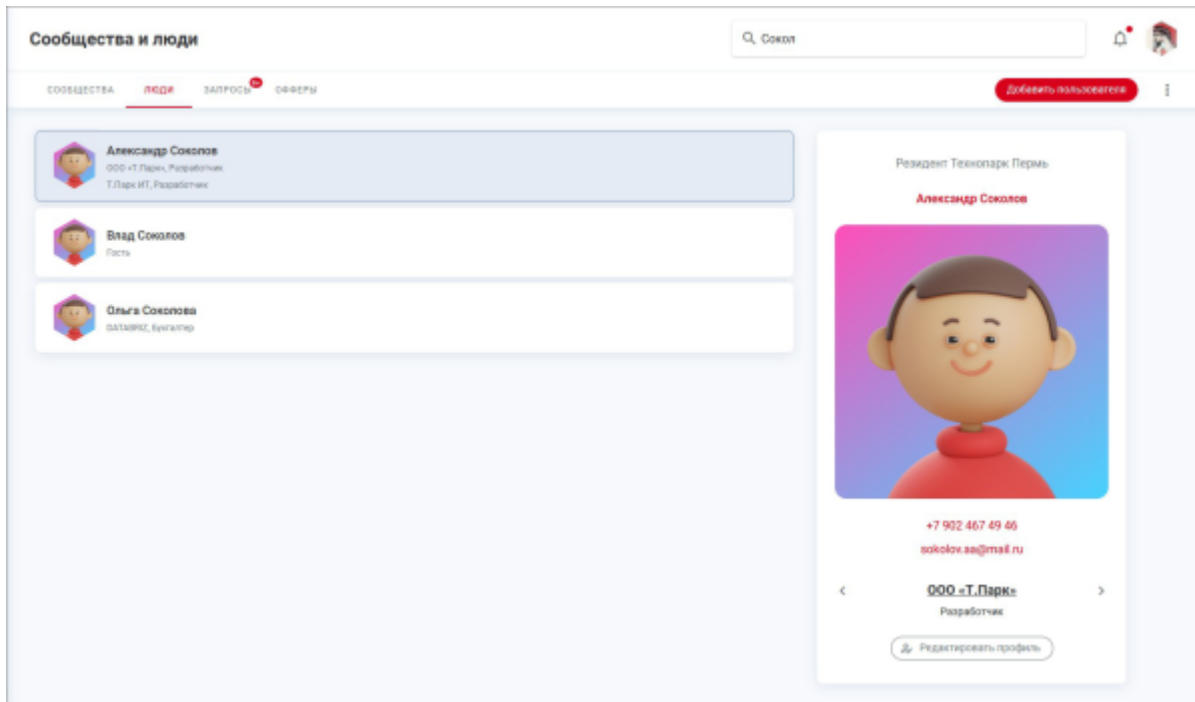 Сообщества и люди
Сокол
СООБЩЕСТВА ЛЮДИ ЗАПРОСЫ ОФФЕРЫ
Добавить пользователя
Александр Соколов
ООО «Т.Парк», Разработчик
Т.Парк ИТ, Разработчик
Влад Соколов
Гость
Ольга Соколова
DATABRIZ, Бухгалтер
Резидент Технопарк Пермь
Александр Соколов
+7 902 467 49 46
sokolov.aa@mail.ru
ООО «Т.Парк»
Разработчик
Редактировать профиль